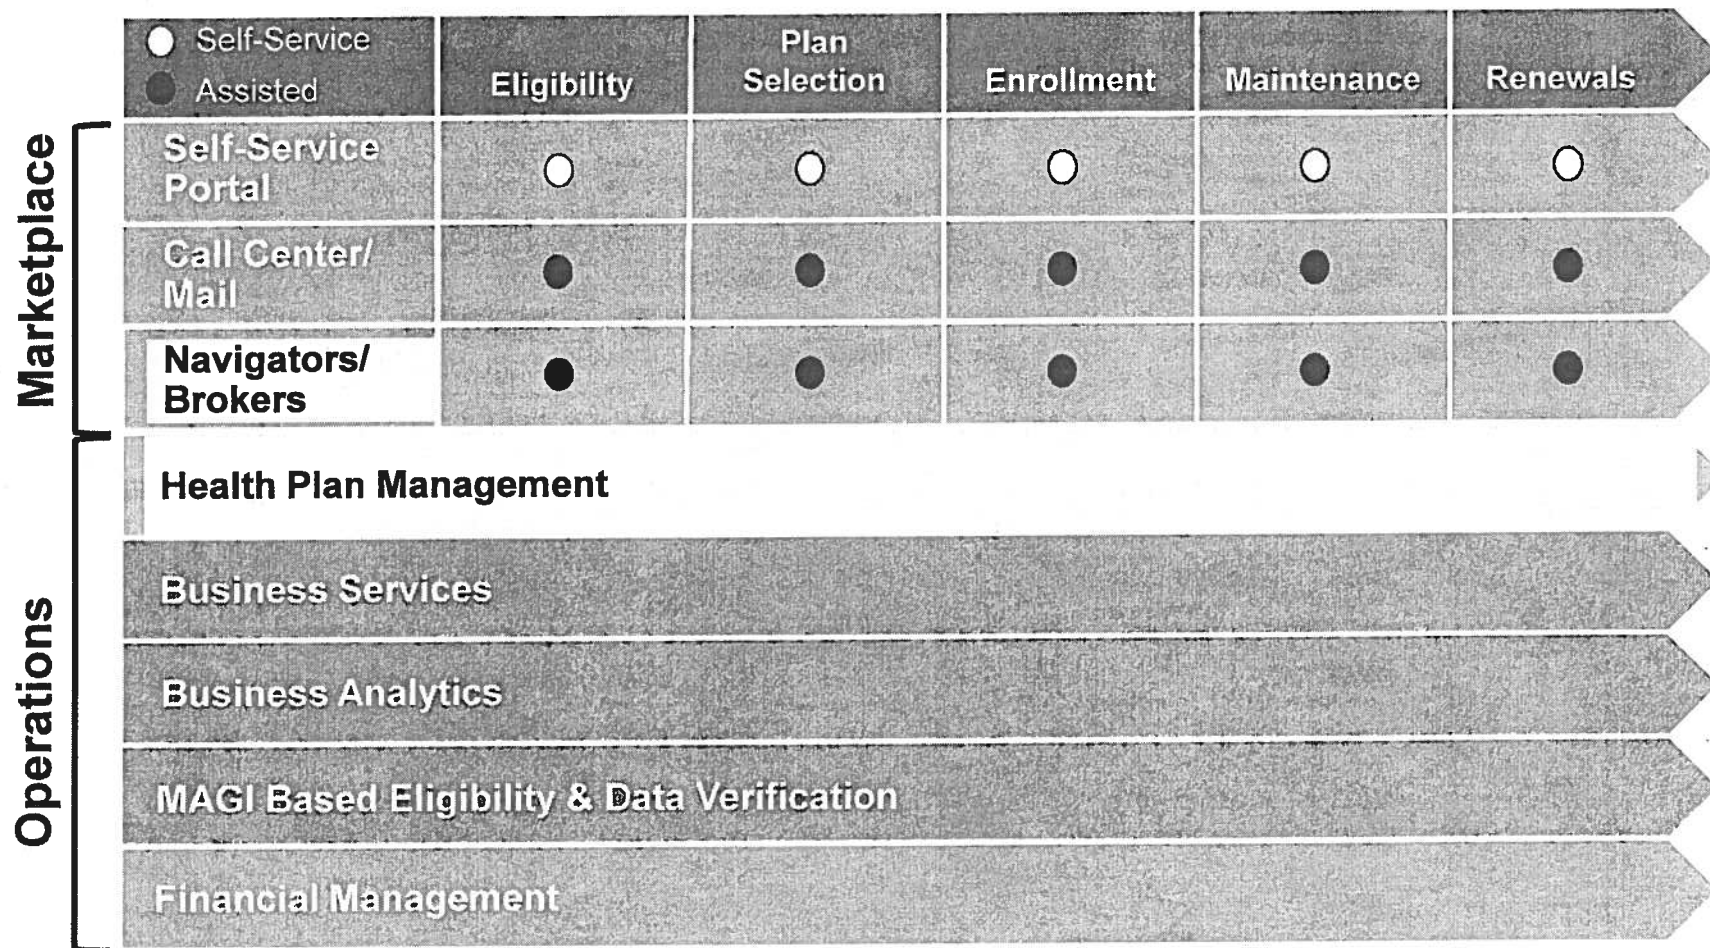 Self-Service
Assisted
Eligibility
Plan
Selection
Enrollment
Maintenance
Renewals
Marketplace
Self-Service
Portal
Call Center/
Mail
Navigators/
Brokers
Operations
Health Plan Management
Business Services
Business Analytics
MAGI Based Eligibility & Data Verification
Financial Management